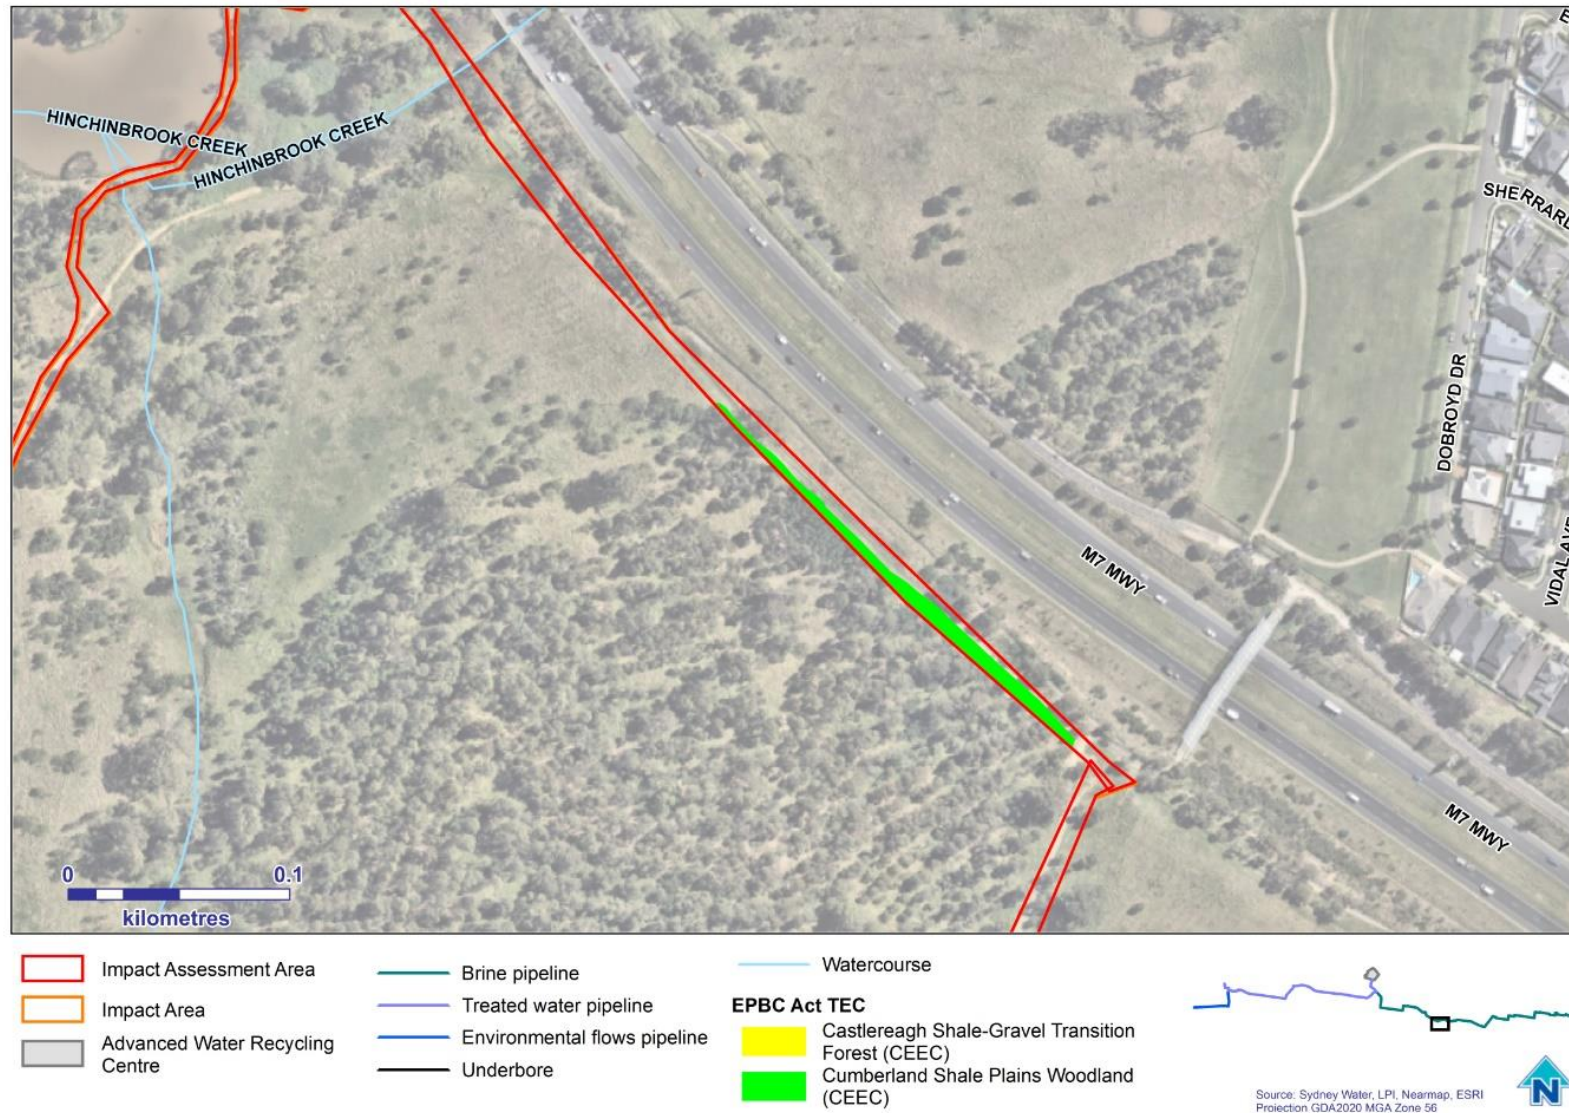 HINCHINBROOK CREEK
HINCHINBROOK CREEK
SHERRARD
DOBROYD DR
M7 MWY
VIDAL AVE
M7 MWY
0 0.1
kilometres
Impact Assessment Area
Impact Area
Advanced Water Recycling
Centre
Brine pipeline
Treated water pipeline
Environmental flows pipeline
Underbore
Watercourse
EPBC Act TEC
Castlereagh Shale-Gravel Transition
Forest (CEEC)
Cumberland Shale Plains Woodland
(CEEC)
Source: Sydney Water, LPI, Nearmap, ESRI
Projection GDA2020 MGA Zone 56
N